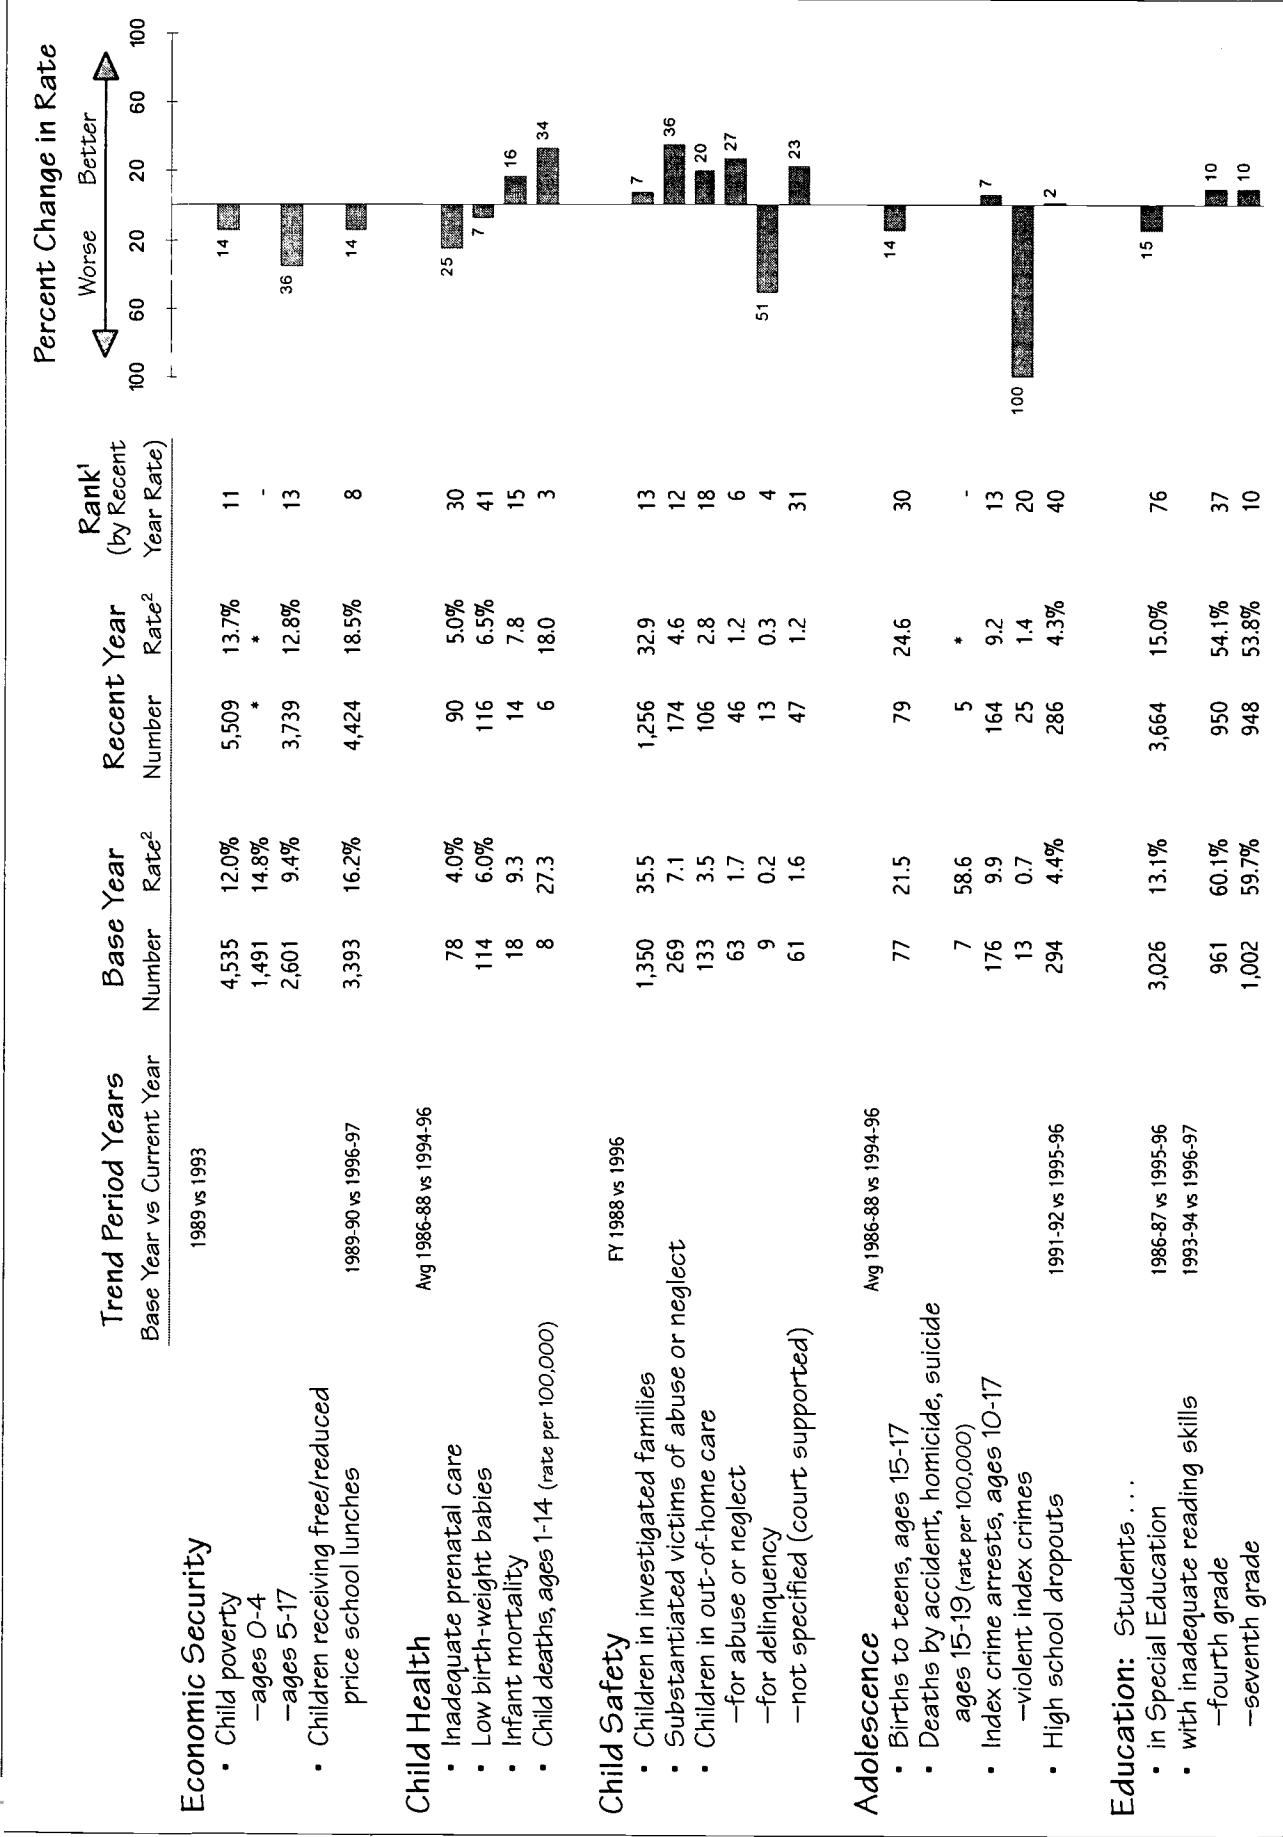 Percent Change in Rate
Worse Better
Trend Period Years Base Year Recent Year Rank¹
(by Recent
Base Year vs Current Year Number Rate² Number Rate² Year Rate) 100 60 20 20 60 100
Economic Security 1989 vs 1993
• Child poverty 4,535 12.0% 5,509 13.7% 11 14
–ages 0-4 1,491 14.8% * * -
–ages 5-17 2,601 9.4% 3,739 12.8% 13 36
• Children receiving free/reduced
price school lunches 1989-90 vs 1996-97 3,393 16.2% 4,424 18.5% 8 14
Child Health Avg 1986-88 vs 1994-96
• Inadequate prenatal care 78 4.0% 90 5.0% 30 25
• Low birth-weight babies 114 6.0% 116 6.5% 41 7
• Infant mortality 18 9.3 14 7.8 15 16
• Child deaths, ages 1-14 (rate per 100,000) 8 27.3 6 18.0 3 34
Child Safety FY 1988 vs 1996
• Children in investigated families 1,350 35.5 1,256 32.9 13 7
• Substantiated victims of abuse or neglect 269 7.1 174 4.6 12 36
• Children in out-of-home care 133 3.5 106 2.8 18 20
–for abuse or neglect 63 1.7 46 1.2 6 27
–for delinquency 9 0.2 13 0.3 4 51
–not specified (court supported) 61 1.6 47 1.2 31 23
Adolescence Avg 1986-88 vs 1994-96
• Births to teens, ages 15-17 77 21.5 79 24.6 30 14
• Deaths by accident, homicide, suicide
ages 15-19 (rate per 100,000) 7 58.6 5 * -
• Index crime arrests, ages 10-17 176 9.9 164 9.2 13 7
–violent index crimes 13 0.7 25 1.4 20 100
• High school dropouts 1991-92 vs 1995-96 294 4.4% 286 4.3% 40 2
Education: Students . . . .
• in Special Education 1986-87 vs 1995-96 3,026 13.1% 3,664 15.0% 76 15
• with inadequate reading skills 1993-94 vs 1996-97
–fourth grade 961 60.1% 950 54.1% 37 10
–seventh grade 1,002 59.7% 948 53.8% 10 10